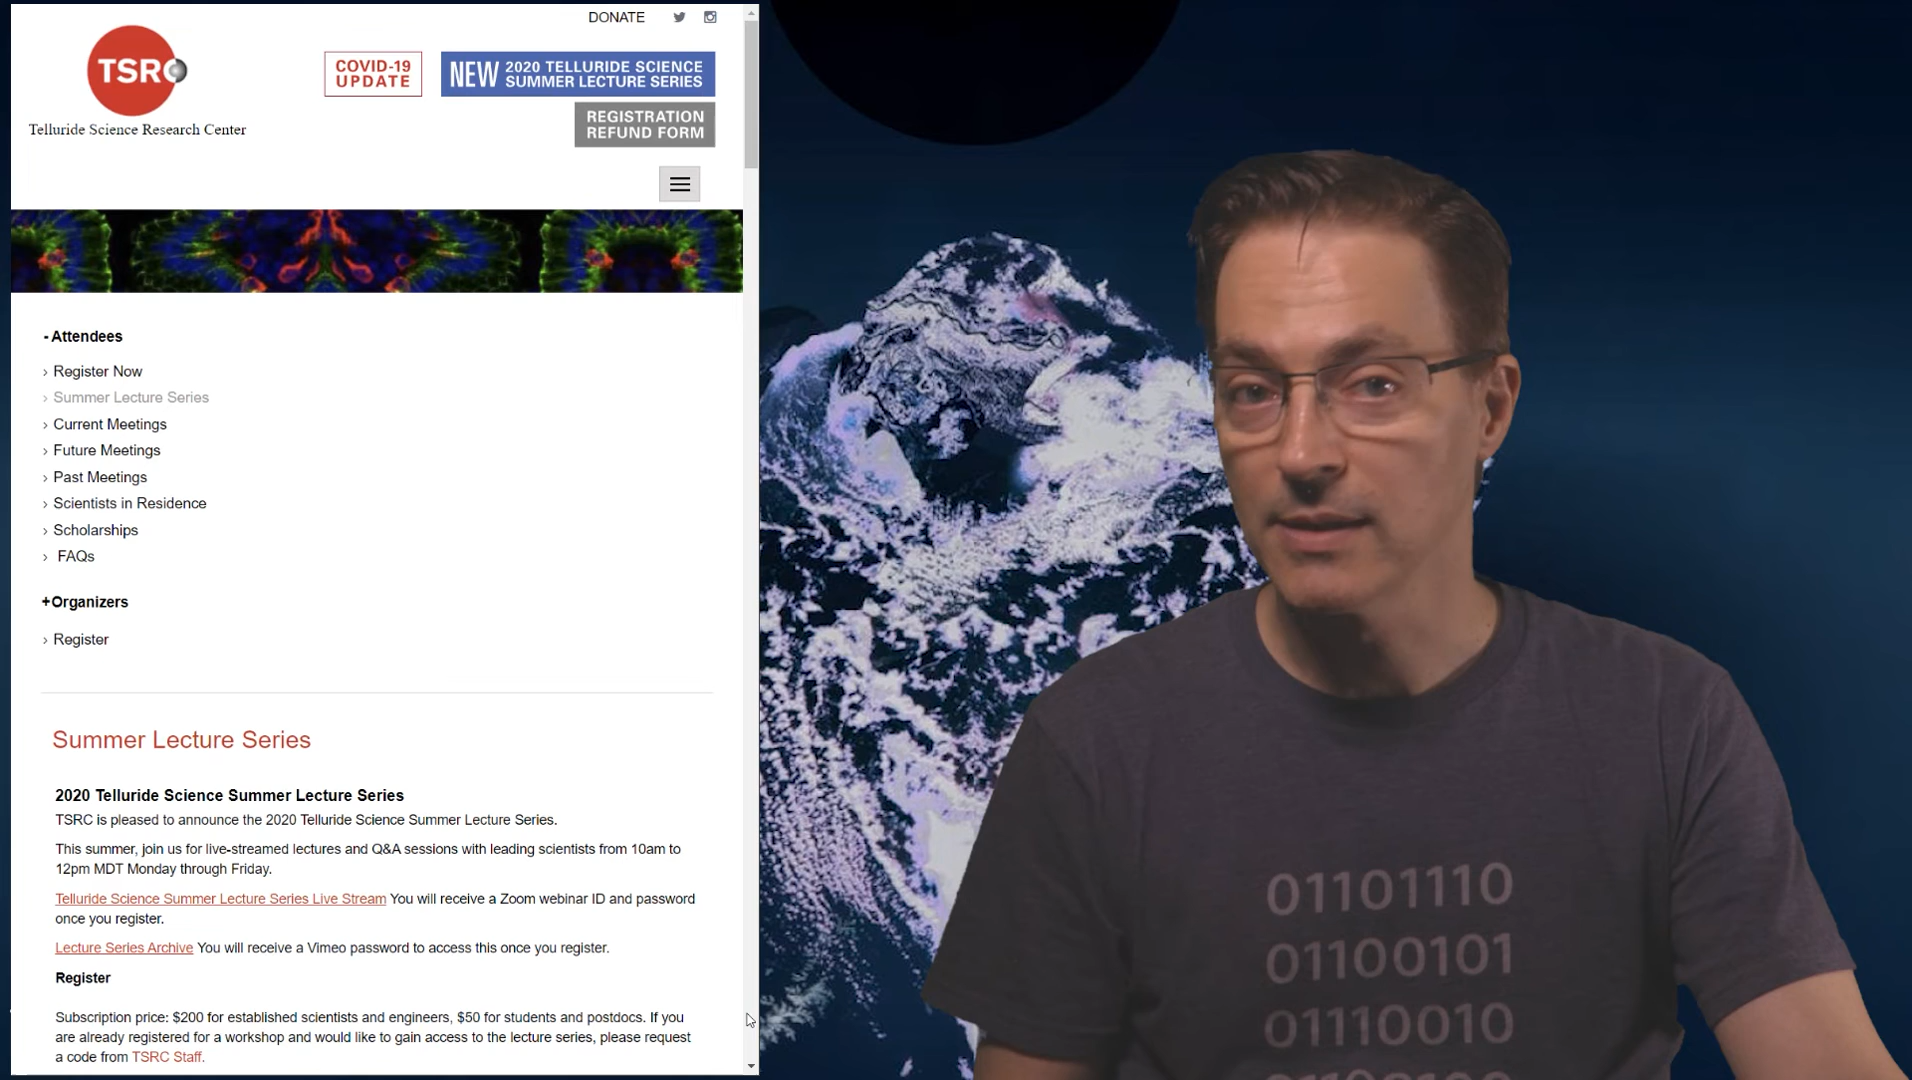 DONATE
TSRC
Telluride Science Research Center
COVID-19
UPDATE
NEW 2020 TELLURIDE SCIENCE
SUMMER LECTURE SERIES
REGISTRATION
REFUND FORM
- Attendees
› Register Now
› Summer Lecture Series
› Current Meetings
› Future Meetings
› Past Meetings
› Scientists in Residence
› Scholarships
› FAQs
+Organizers
› Register
Summer Lecture Series
2020 Telluride Science Summer Lecture Series
TSRC is pleased to announce the 2020 Telluride Science Summer Lecture Series.
This summer, join us for live-streamed lectures and Q&A sessions with leading scientists from 10am to
12pm MDT Monday through Friday.
Telluride Science Summer Lecture Series Live Stream You will receive a Zoom webinar ID and password
once you register.
Lecture Series Archive You will receive a Vimeo password to access this once you register.
Register
Subscription price: $200 for established scientists and engineers, $50 for students and postdocs. If you
are already registered for a workshop and would like to gain access to the lecture series, please request
a code from TSRC Staff.
01101110
01100101
01110010